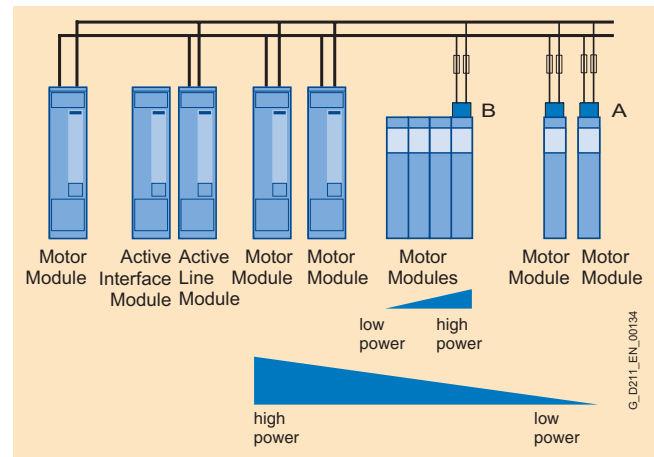 B
A
Motor Module
Active Interface Module
Active Line Module
Motor Module
Motor Module
Motor Modules
Motor Module
Motor Module
low power
high power
high power
low power
G_D211_EN_00134